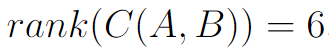 rank(C(A, B)) = 6